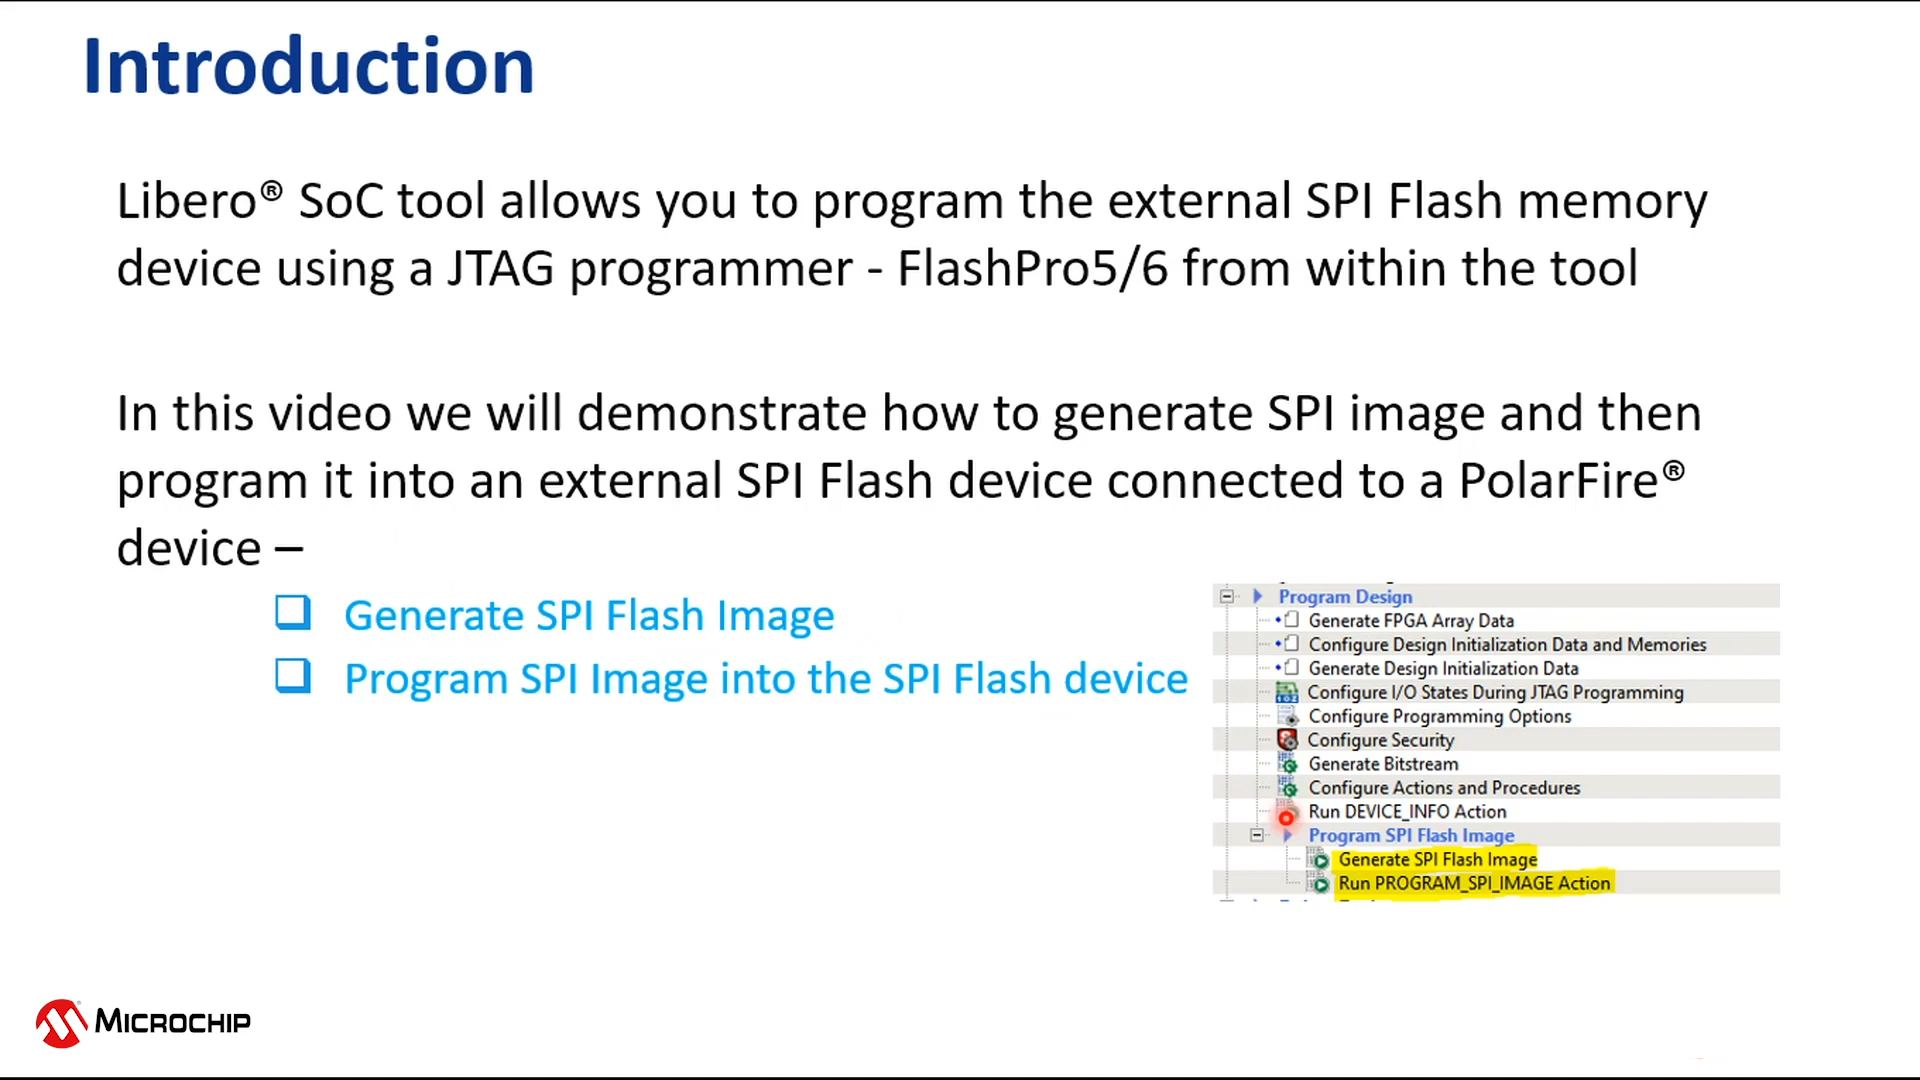 Introduction
Libero® SoC tool allows you to program the external SPI Flash memory
device using a JTAG programmer - FlashPro5/6 from within the tool
In this video we will demonstrate how to generate SPI image and then
program it into an external SPI Flash device connected to a PolarFire®
device –
Generate SPI Flash Image
Program SPI Image into the SPI Flash device
Program Design
Generate FPGA Array Data
Configure Design Initialization Data and Memories
Generate Design Initialization Data
Configure I/O States During JTAG Programming
Configure Programming Options
Configure Security
Generate Bitstream
Configure Actions and Procedures
Run DEVICE_INFO Action
Program SPI Flash Image
Generate SPI Flash Image
Run PROGRAM_SPI_IMAGE Action
MICROCHIP